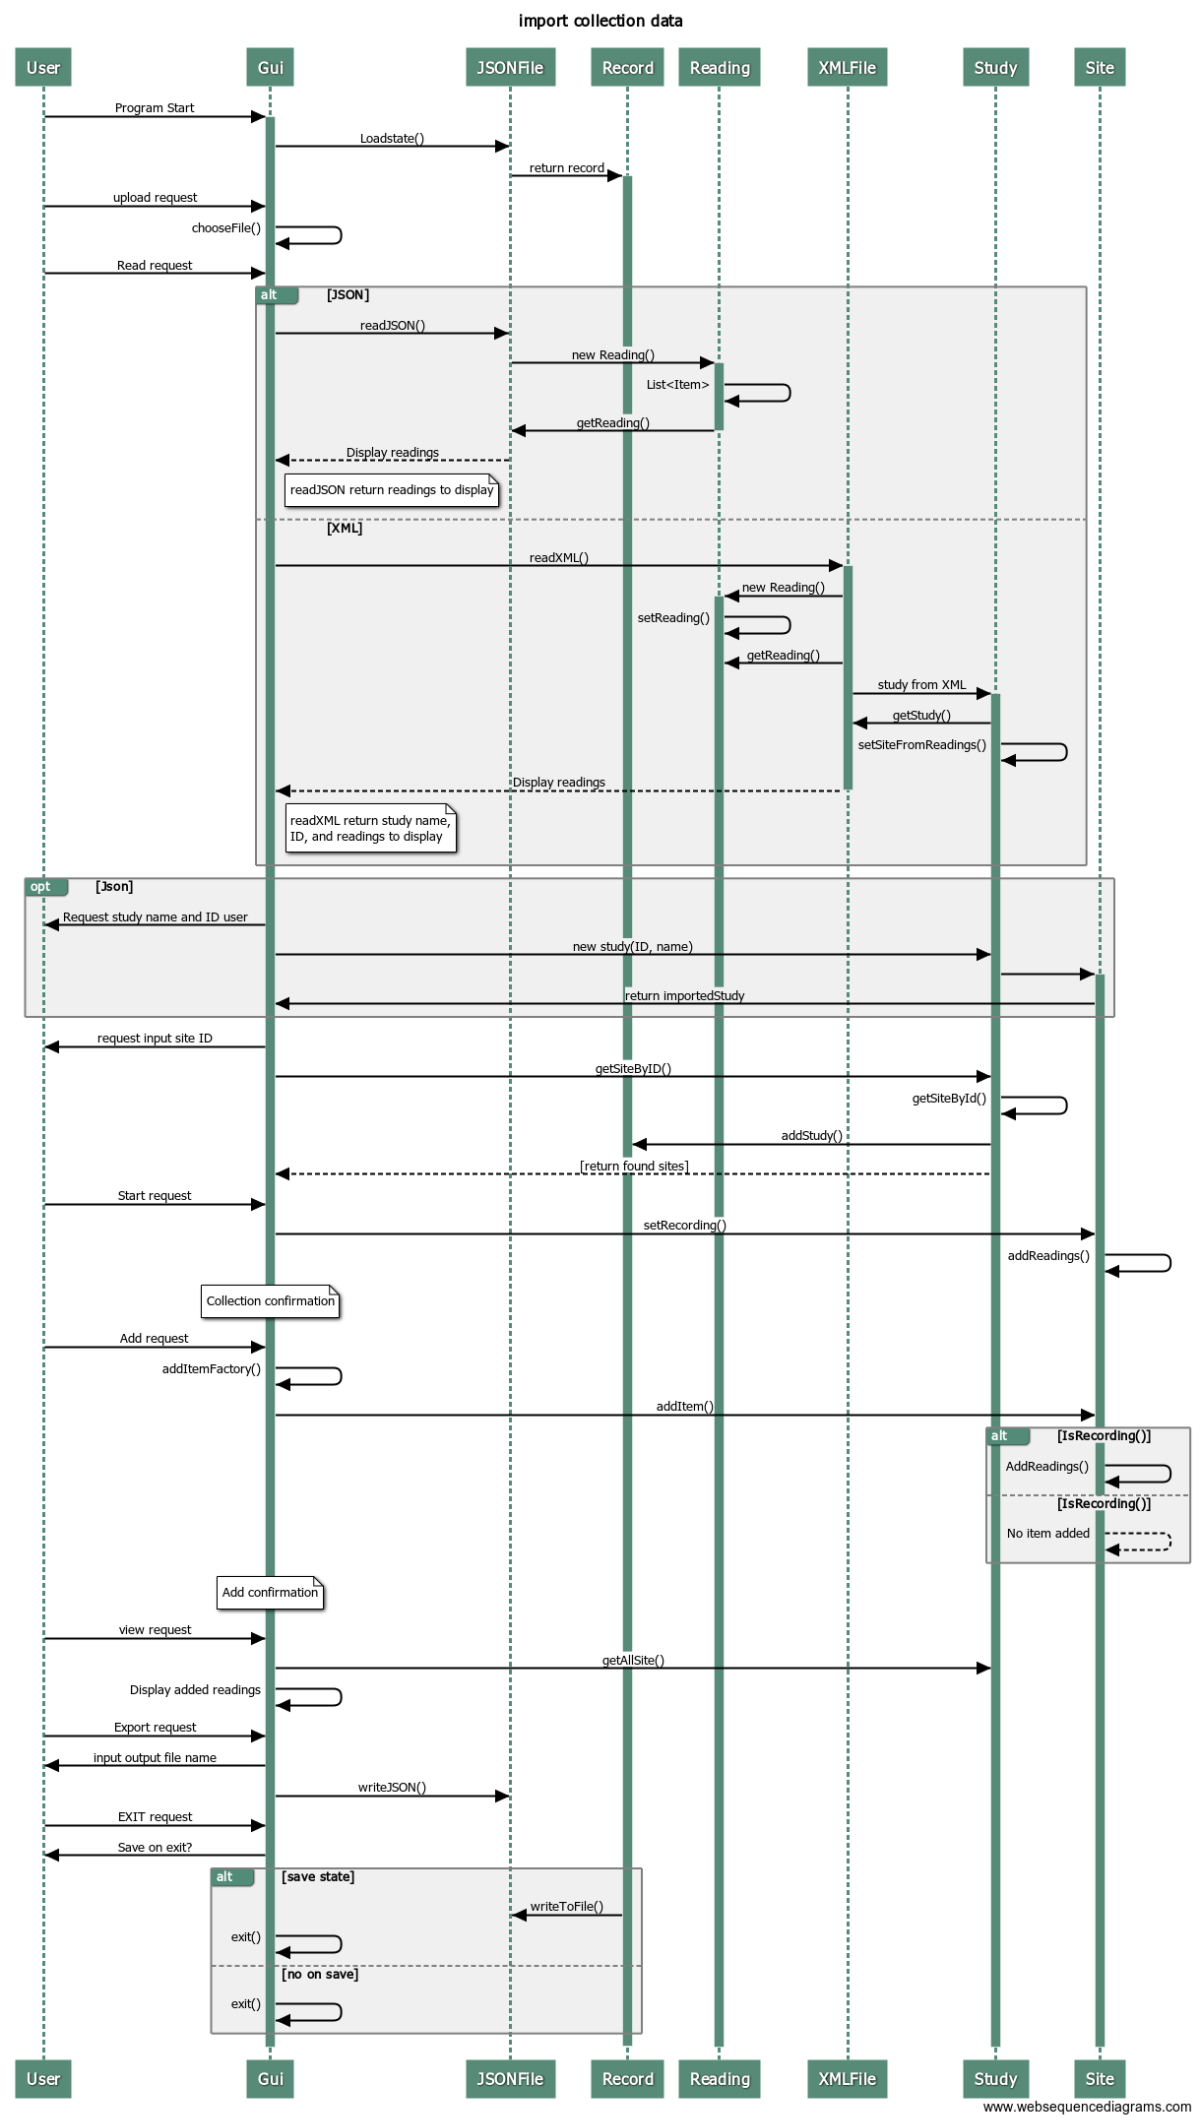 import collection data
User Gui JSONFile Record Reading XMLFile Study Site
Program Start
Loadstate()
return record
upload request
chooseFile()
Read request
alt [JSON]
readJSON()
new Reading()
List<Item>
getReading()
Display readings
readJSON return readings to display
[XML]
readXML()
new Reading()
setReading()
getReading()
study from XML
getStudy()
setSiteFromReadings()
Display readings
readXML return study name,
ID, and readings to display
opt [Json]
Request study name and ID user
new study(ID, name)
return importedStudy
request input site ID
getSiteByID()
getSiteById()
addStudy()
[return found sites]
Start request
setRecording()
addReadings()
Collection confirmation
Add request
addItemFactory()
addItem()
alt [IsRecording()]
AddReadings()
[IsRecording()]
No item added
Add confirmation
view request
getAllSite()
Display added readings
Export request
input output file name
writeJSON()
EXIT request
Save on exit?
alt [save state]
writeToFile()
exit()
[no on save]
exit()
User Gui JSONFile Record Reading XMLFile Study Site
www.websequencediagrams.com